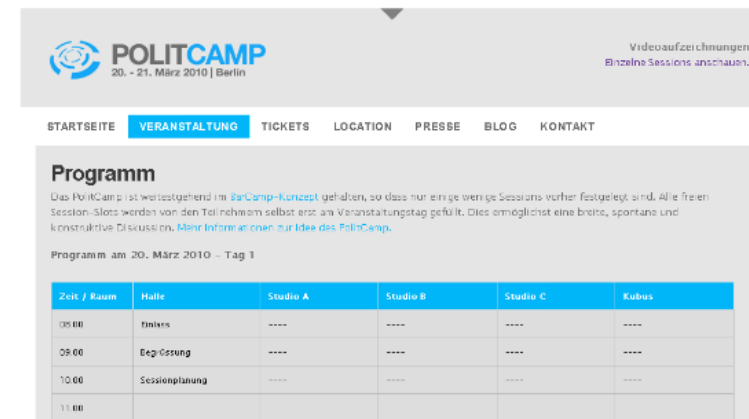 POLITCAMP
20. - 21. März 2010 | Berlin
Videoaufzeichnungen
Einzelne Sessions anschauen.
STARTSEITE VERANSTALTUNG TICKETS LOCATION PRESSE BLOG KONTAKT
Programm
Das PolitCamp ist weitestgehend im BarCamp-Konzept gehalten, so dass nur einige wenige Sessions vorher festgelegt sind. Alle freien
Session-Slots werden von den Teilnehmern selbst erst am Veranstaltungstag gefüllt. Dies ermöglichst eine breite, spontane und
konstruktive Diskussion. Mehr Informationen zur Idee des PolitCamp.
Programm am 20. März 2010 – Tag 1
Zeit / Raum Halle Studio A Studio B Studio C Kubus
08:00 Einlass ---- ---- ---- ----
09:00 Begrüssung ---- ---- ---- ----
10:00 Sessionplanung ---- ---- ---- ----
11:00